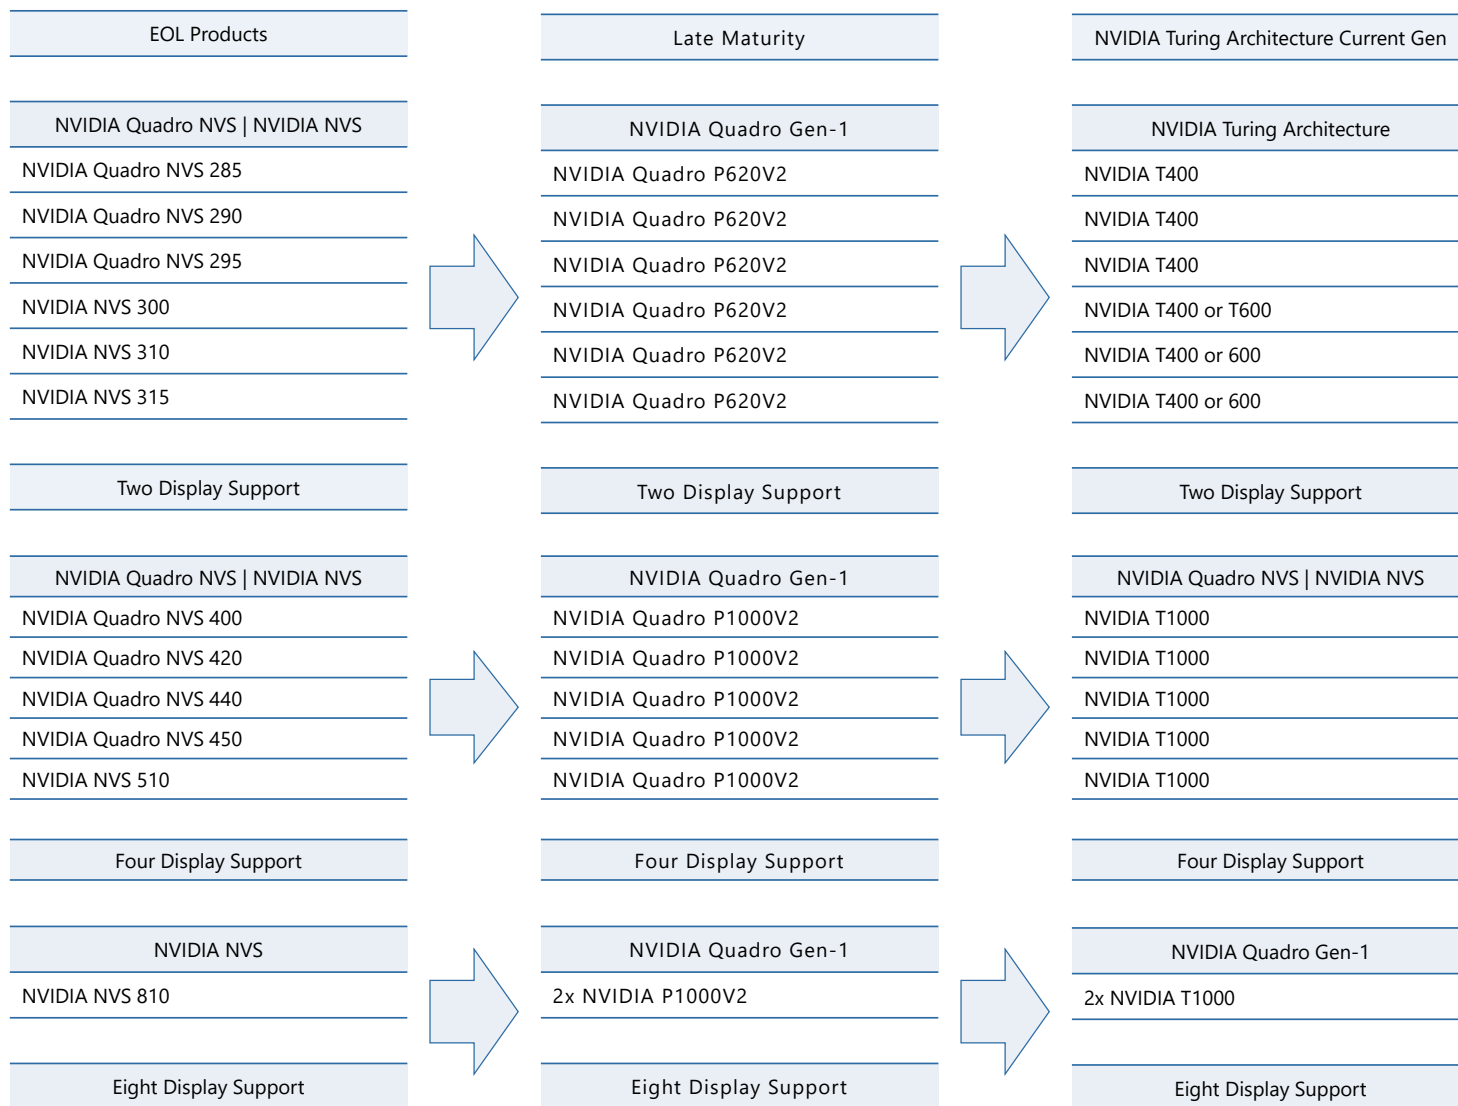 EOL Products
Late Maturity
NVIDIA Turing Architecture Current Gen
NVIDIA Quadro NVS | NVIDIA NVS
NVIDIA Quadro NVS 285
NVIDIA Quadro NVS 290
NVIDIA Quadro NVS 295
NVIDIA NVS 300
NVIDIA NVS 310
NVIDIA NVS 315
NVIDIA Quadro Gen-1
NVIDIA Quadro P620V2
NVIDIA Quadro P620V2
NVIDIA Quadro P620V2
NVIDIA Quadro P620V2
NVIDIA Quadro P620V2
NVIDIA Quadro P620V2
NVIDIA Turing Architecture
NVIDIA T400
NVIDIA T400
NVIDIA T400
NVIDIA T400 or T600
NVIDIA T400 or 600
NVIDIA T400 or 600
Two Display Support
Two Display Support
Two Display Support
NVIDIA Quadro NVS | NVIDIA NVS
NVIDIA Quadro NVS 400
NVIDIA Quadro NVS 420
NVIDIA Quadro NVS 440
NVIDIA Quadro NVS 450
NVIDIA NVS 510
NVIDIA Quadro Gen-1
NVIDIA Quadro P1000V2
NVIDIA Quadro P1000V2
NVIDIA Quadro P1000V2
NVIDIA Quadro P1000V2
NVIDIA Quadro P1000V2
NVIDIA Quadro NVS | NVIDIA NVS
NVIDIA T1000
NVIDIA T1000
NVIDIA T1000
NVIDIA T1000
NVIDIA T1000
Four Display Support
Four Display Support
Four Display Support
NVIDIA NVS
NVIDIA NVS 810
NVIDIA Quadro Gen-1
2x NVIDIA P1000V2
NVIDIA Quadro Gen-1
2x NVIDIA T1000
Eight Display Support
Eight Display Support
Eight Display Support